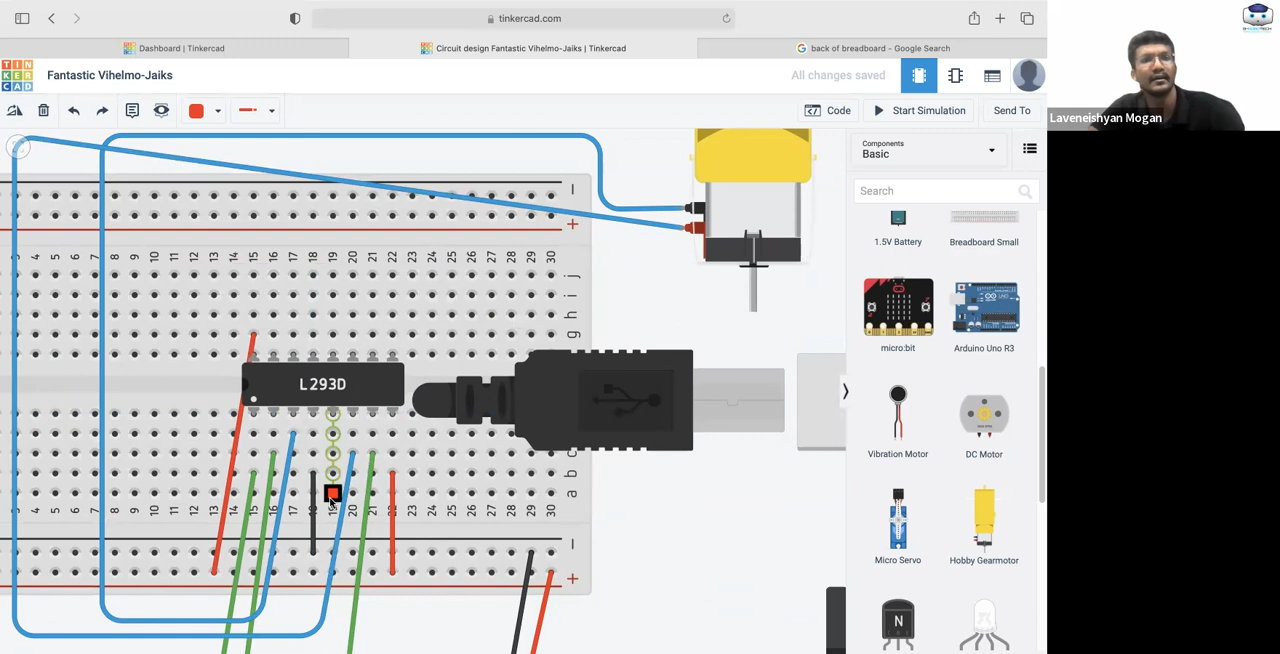 tinkercad.com
Dashboard | Tinkercad
Circuit design Fantastic Vihelmo-Jaiks | Tinkercad
back of breadboard - Google Search
TIN
KER
CAD
Fantastic Vihelmo-Jaiks
All changes saved
Code
Start Simulation
Send To
Components
Basic
Search
1.5V Battery
Breadboard Small
micro:bit
Arduino Uno R3
Vibration Motor
DC Motor
Micro Servo
Hobby Gearmotor
N
3 4 5 6 7 8 9 10 11 12 13 14 15 16 17 18 19 20 21 22 23 24 25 26 27 28 29 30
j
i
h
g
L293D
c
b
a
3 4 5 6 7 8 9 10 11 12 13 14 15 16 17 18 19 20 21 22 23 24 25 26 27 28 29 30
Laveneishyan Mogan